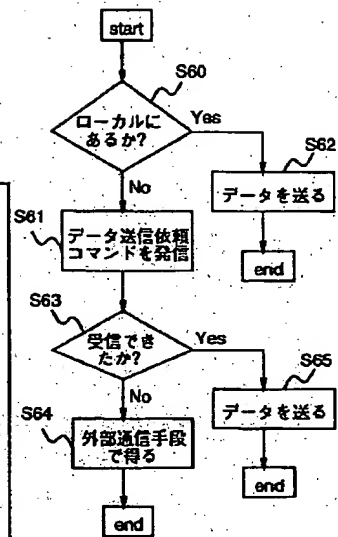 start
S60
ローカルに
あるか?
Yes
S62
No
データを送る
S61
データ送信依頼
コマンドを発信
end
S63
受信でき
たか?
Yes
S65
No
データを送る
S64
外部通信手段
で得る
end
end